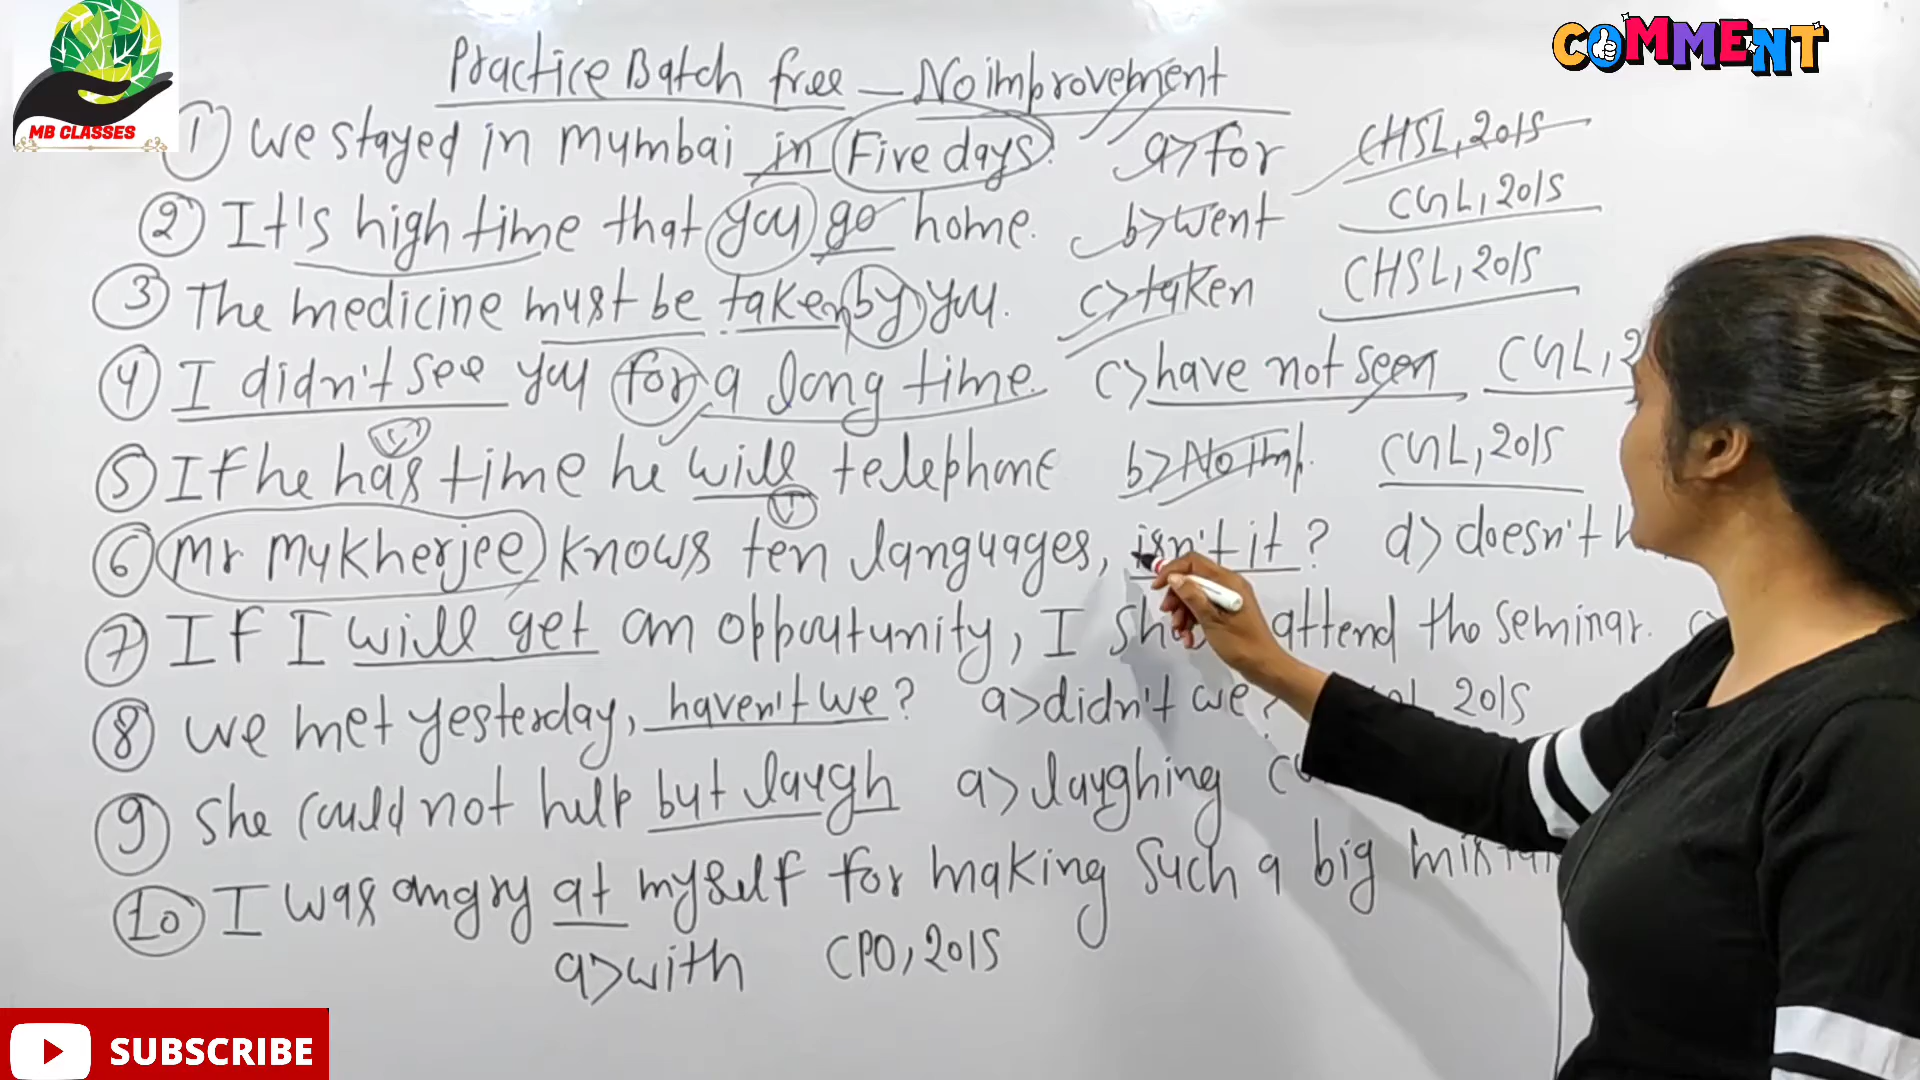 COMMENT
MB CLASSES
Practice Batch free — No improvement
① We stayed in Mumbai in Five days. a> for CHSL, 2015
② It's high time that you go home. b> went CGL, 2015
③ The medicine must be taken by you. c> taken CHSL, 2015
④ I didn't see you for a long time. c> have not seen CGL, 2
⑤ If he has time he will telephone b> No Imp. CGL, 2015
⑥ Mr Mukherjee knows ten languages, isn't it? d> doesn't h
⑦ If I will get an opportunity, I attend the seminar.
⑧ We met yesterday, haven't we? a> didn't we? 2015
⑨ She could not help but laugh a> laughing
⑩ I was angry at myself for making such a big
a> with CPO, 2015
SUBSCRIBE